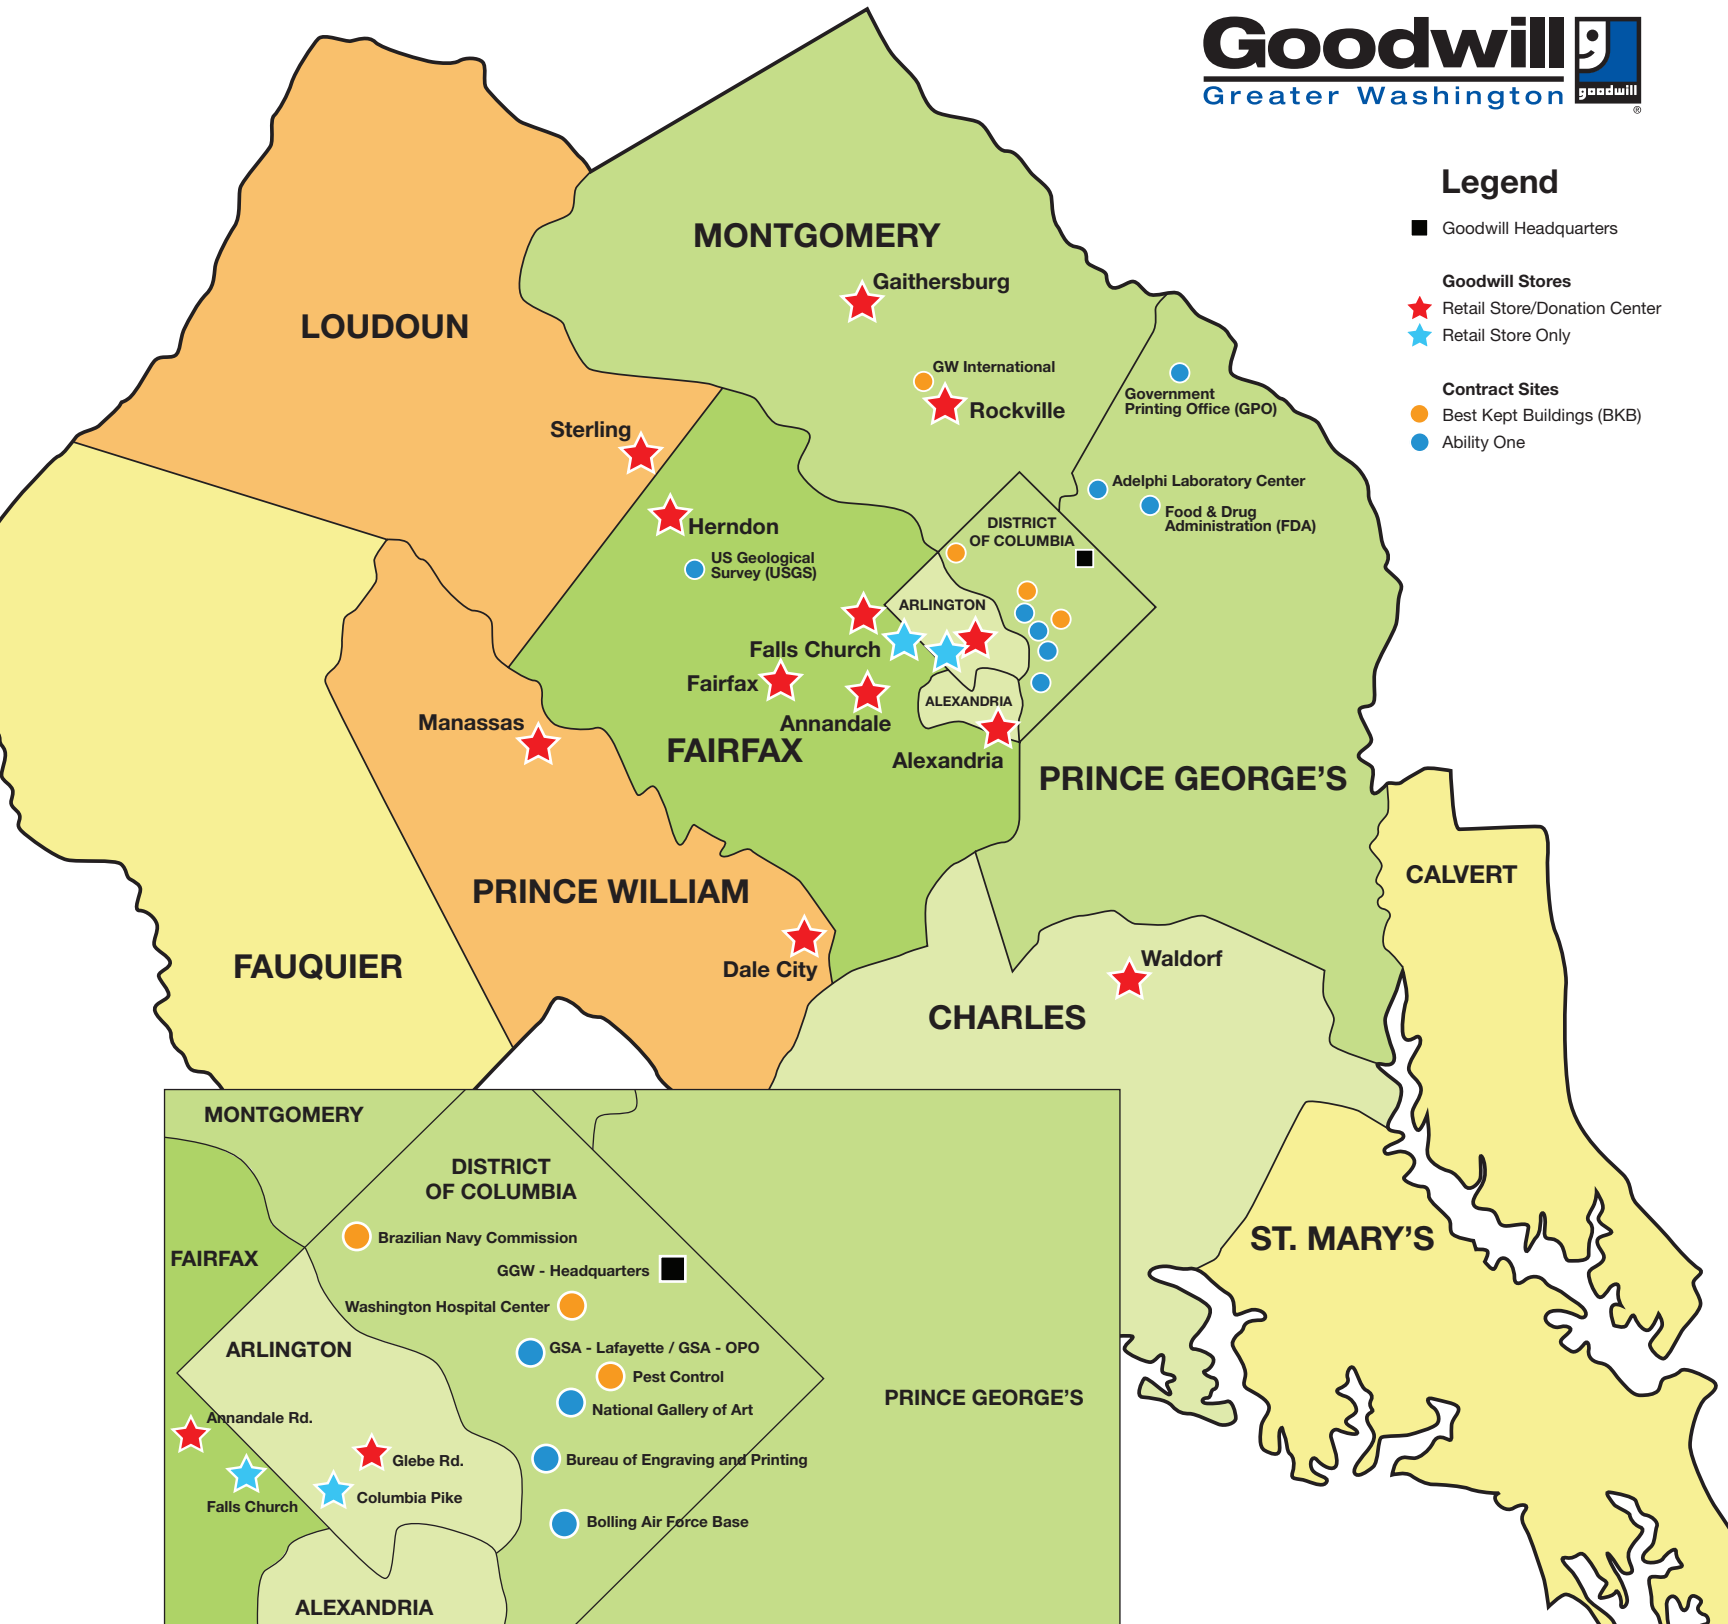 Goodwill
Greater Washington
goodwill
®
Legend
Goodwill Headquarters
Goodwill Stores
Retail Store/Donation Center
Retail Store Only
Contract Sites
Best Kept Buildings (BKB)
Ability One
MONTGOMERY
Gaithersburg
LOUDOUN
GW International
Rockville
Government
Printing Office (GPO)
Sterling
Adelphi Laboratory Center
Food & Drug
Administration (FDA)
Herndon
DISTRICT
OF COLUMBIA
US Geological
Survey (USGS)
ARLINGTON
Falls Church
Fairfax
ALEXANDRIA
Annandale
Manassas
FAIRFAX
Alexandria
PRINCE GEORGE'S
CALVERT
PRINCE WILLIAM
FAUQUIER
Dale City
Waldorf
CHARLES
ST. MARY'S
MONTGOMERY
DISTRICT
OF COLUMBIA
Brazilian Navy Commission
FAIRFAX
GGW - Headquarters
Washington Hospital Center
ARLINGTON
GSA - Lafayette / GSA - OPO
Pest Control
PRINCE GEORGE'S
National Gallery of Art
Annandale Rd.
Glebe Rd.
Bureau of Engraving and Printing
Columbia Pike
Falls Church
Bolling Air Force Base
ALEXANDRIA